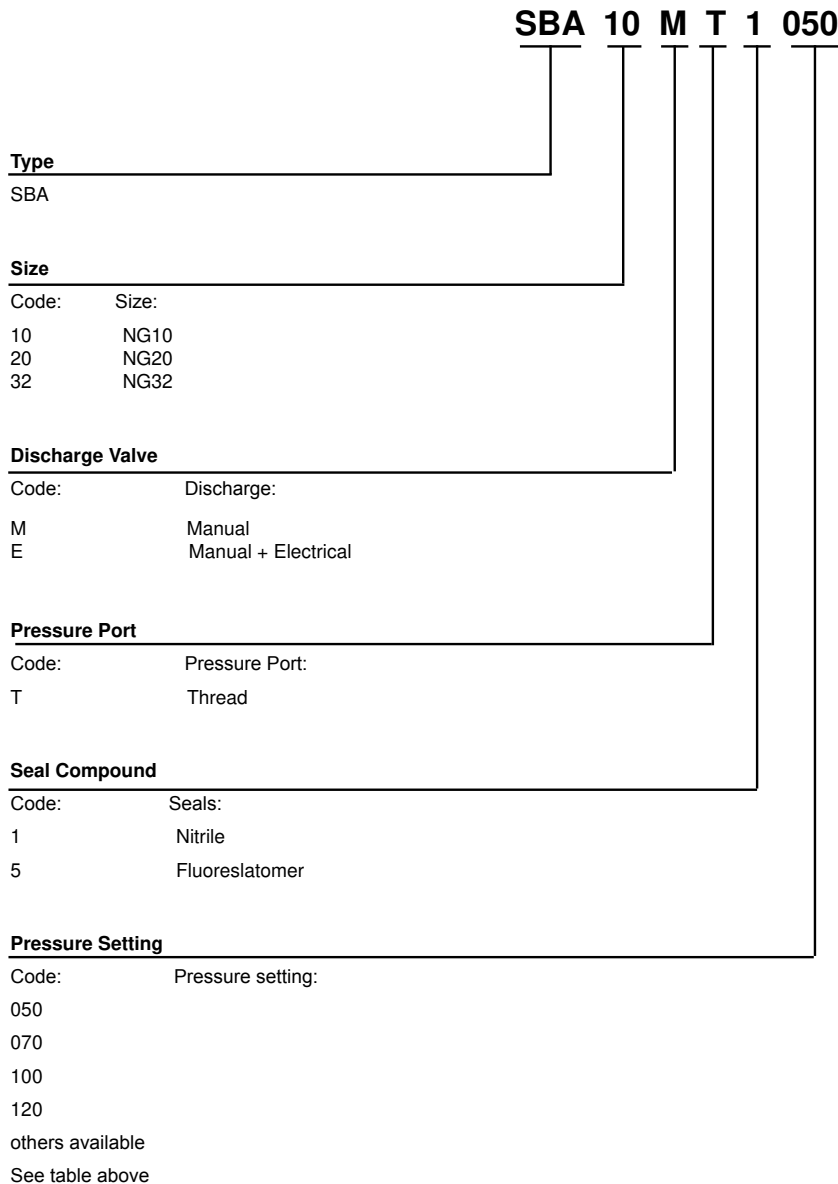 SBA 10 M T 1 050
Type
SBA
Size
Code: Size:
10 NG10
20 NG20
32 NG32
Discharge Valve
Code: Discharge:
M Manual
E Manual + Electrical
Pressure Port
Code: Pressure Port:
T Thread
Seal Compound
Code: Seals:
1 Nitrile
5 Fluoreslatomer
Pressure Setting
Code: Pressure setting:
050
070
100
120
others available
See table above